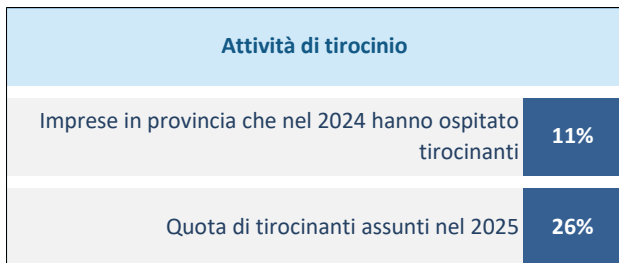 Attività di tirocinio
Imprese in provincia che nel 2024 hanno ospitato
tirocinanti
11%
Quota di tirocinanti assunti nel 2025
26%